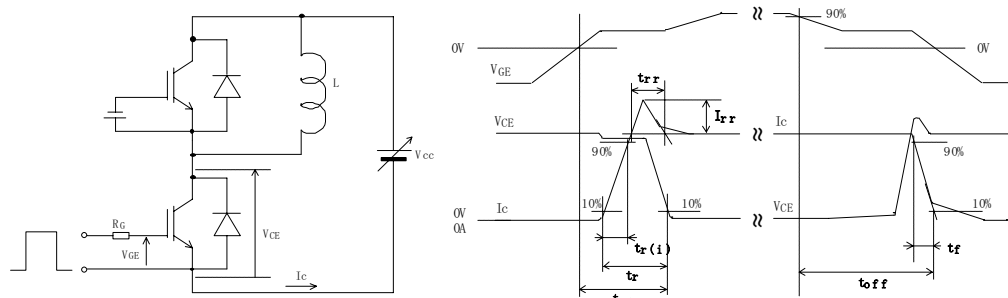 L
Vcc
RG
VGE
VCE
Ic
90%
0V
0V
VGE
trr
Irr
VCE
Ic
90%
90%
10%
10%
VCE
10%
0V
0A
Ic
tr(i)
tr
tf
toff